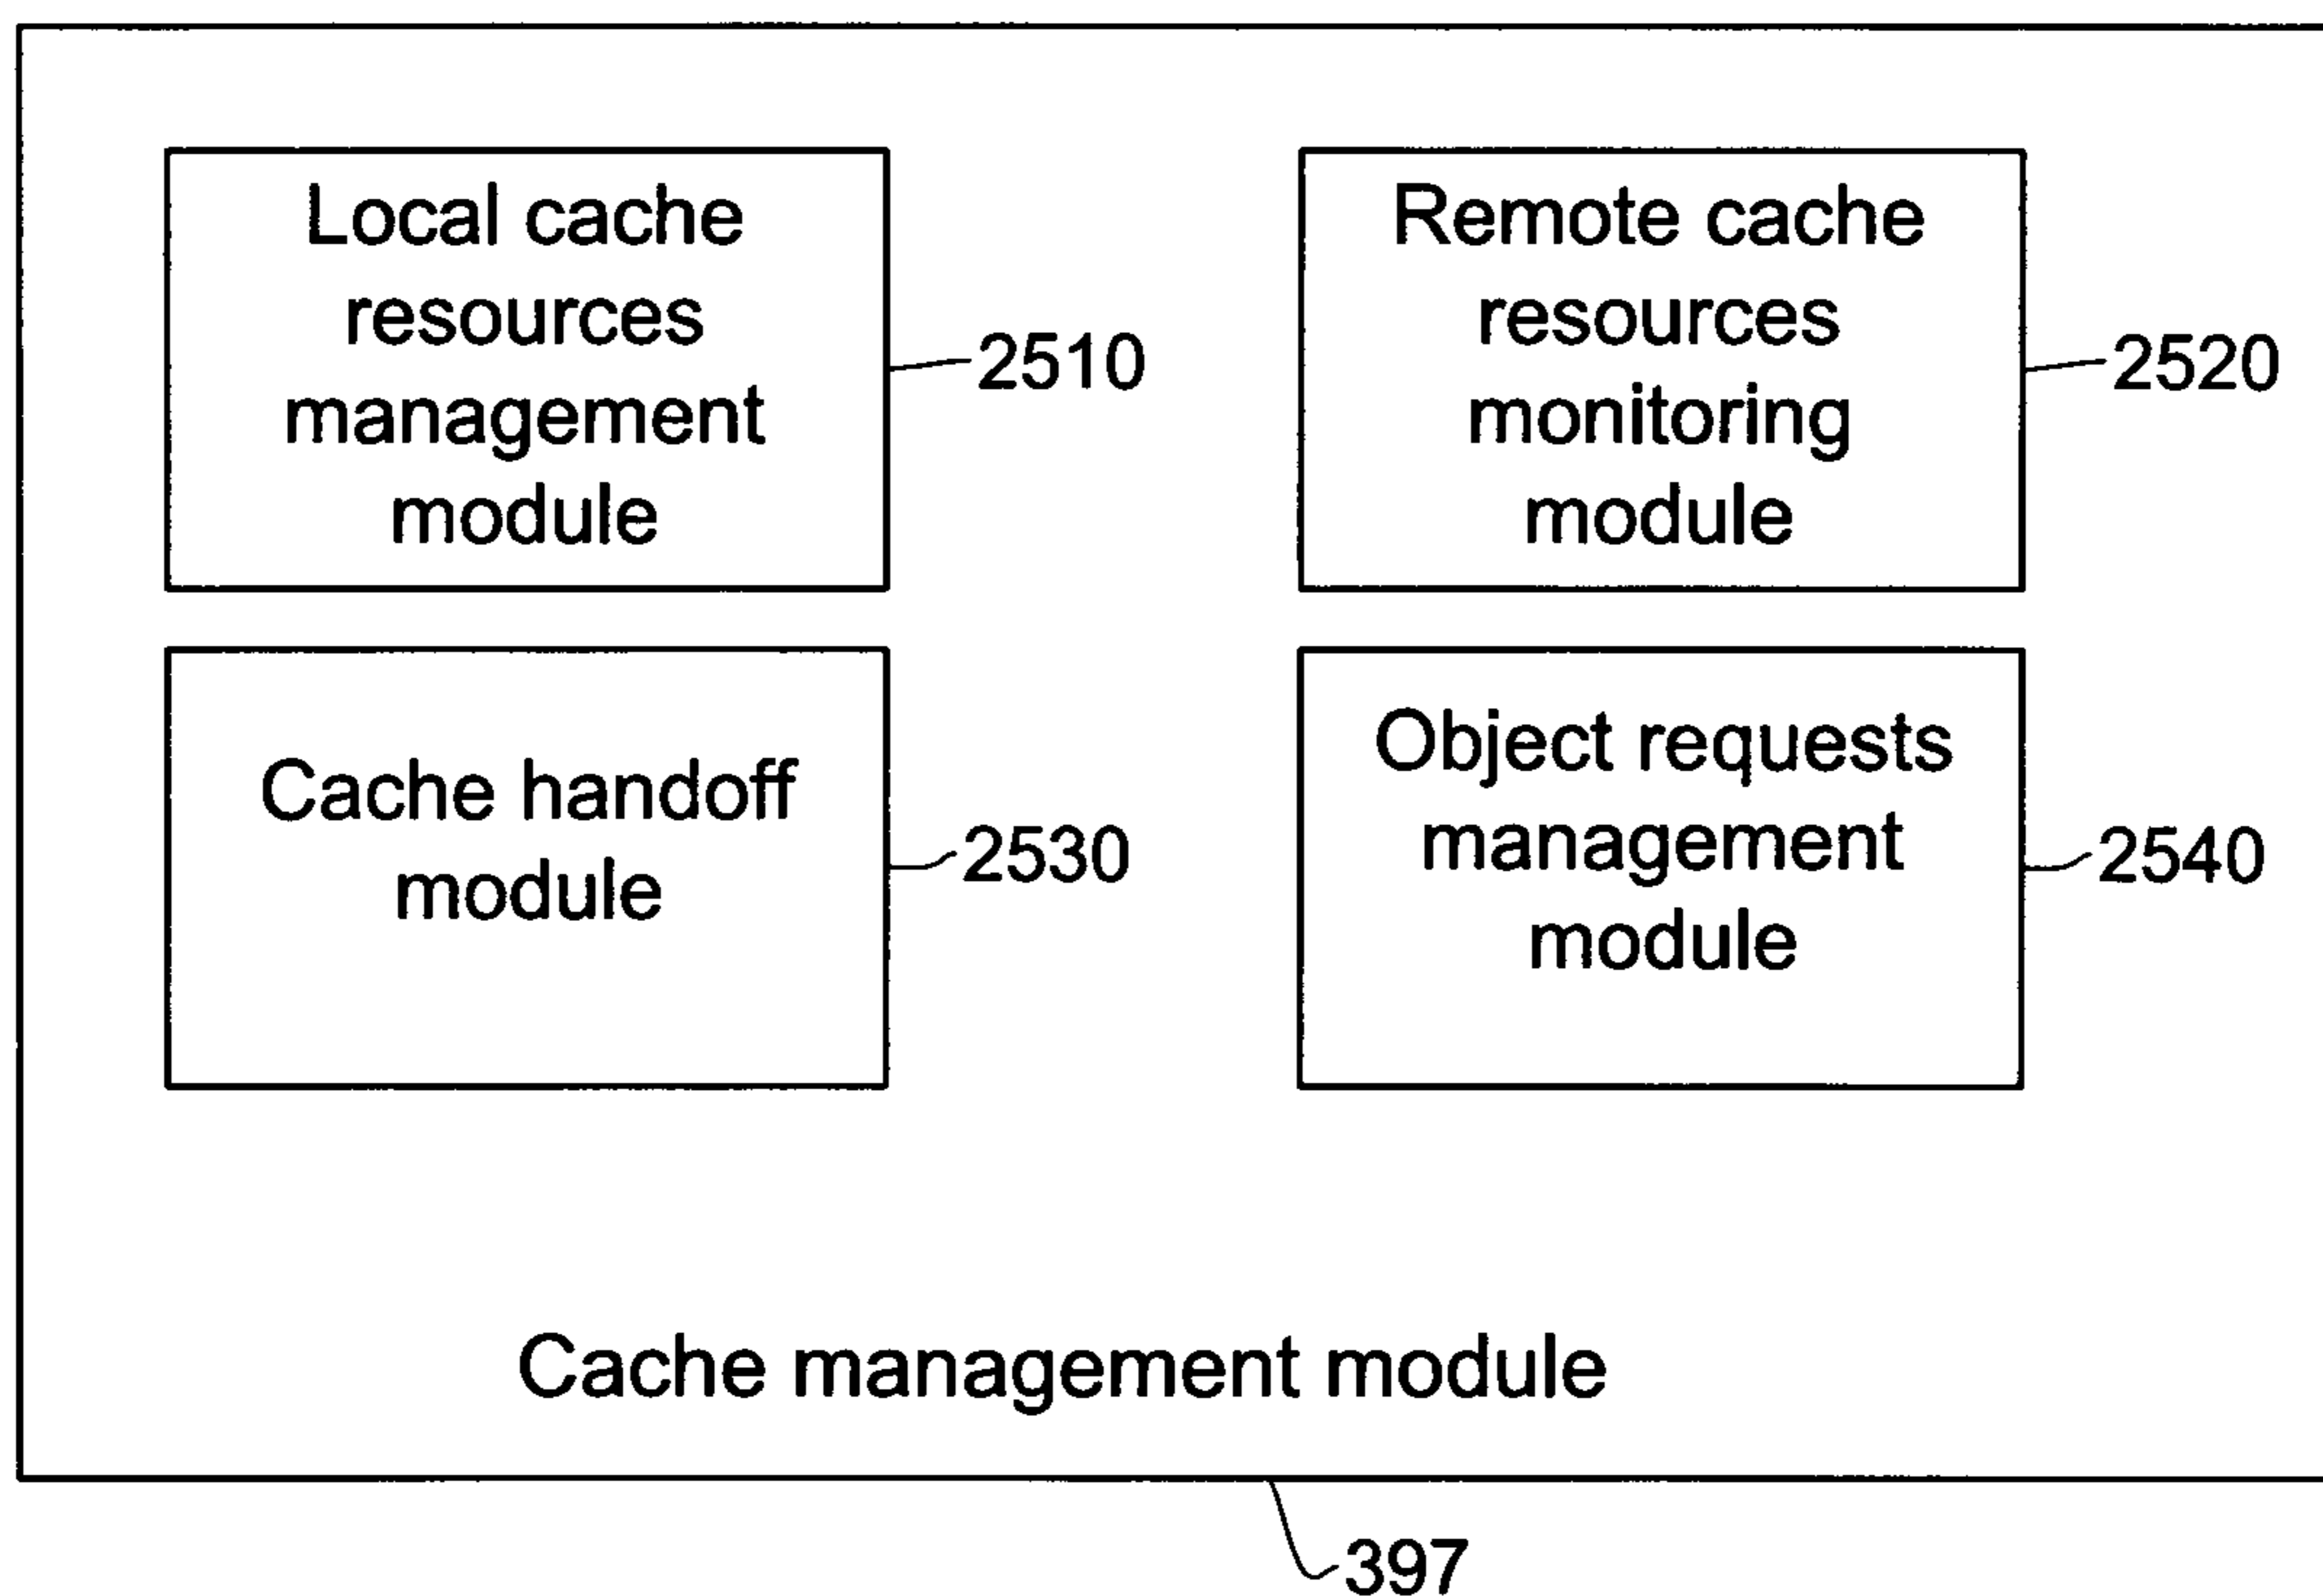 Local cache
resources
management
module
2510
Remote cache
resources
monitoring
module
2520
Cache handoff
module
2530
Object requests
management
module
2540
Cache management module
397